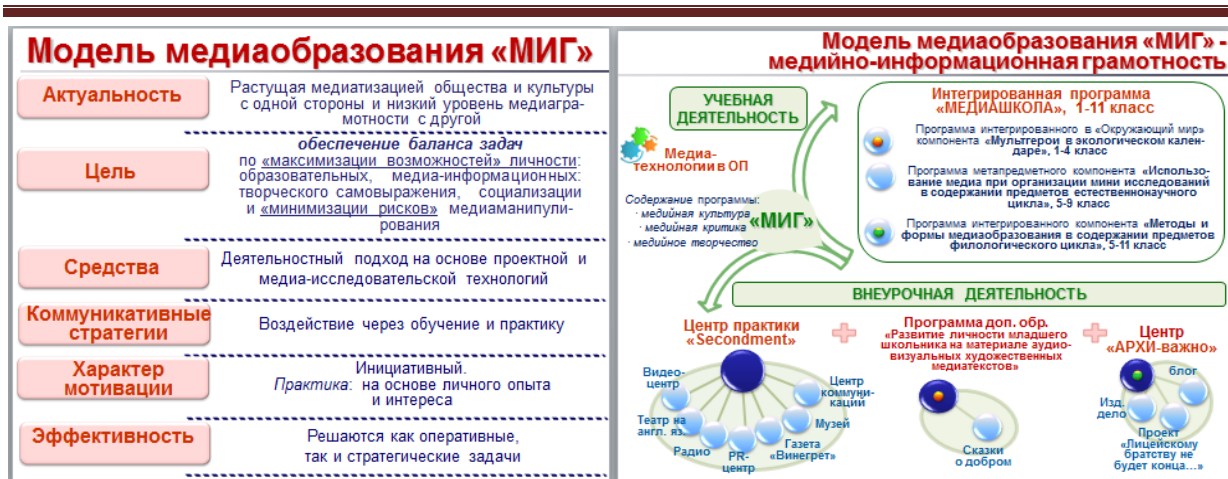 Модель медиаобразования «МИГ»
Актуальность
Растущая медиатизацией общества и культуры
с одной стороны и низкий уровень медиагра-
мотности с другой
Цель
обеспечение баланса задач
по «максимизации возможностей» личности:
образовательных, медиа-информационных:
творческого самовыражения, социализации
и «минимизации рисков» медиаманипули-
рования
Средства
Деятельностный подход на основе проектной и
медиа-исследовательской технологий
Коммуникативные
стратегии
Воздействие через обучение и практику
Характер
мотивации
Инициативный.
Практика: на основе личного опыта
и интереса
Эффективность
Решаются как оперативные,
так и стратегические задачи
Модель медиаобразования «МИГ» -
медийно-информационная грамотность
УЧЕБНАЯ
ДЕЯТЕЛЬНОСТЬ
Медиа-
технологии в ОП
Содержание программы:
· медийная культура
· медийная критика
· медийное творчество
«МИГ»
Интегрированная программа
«МЕДИАШКОЛА», 1-11 класс
Программа интегрированного в «Окружающий мир»
компонента «Мультгерои в экологическом кален-
даре», 1-4 класс
Программа метапредметного компонента «Использо-
вание медиа при организации мини исследований
в содержании предметов естественнонаучного
цикла», 5-9 класс
Программа интегрированного компонента «Методы и
формы медиаобразования в содержании предметов
филологического цикла», 5-11 класс
ВНЕУРОЧНАЯ ДЕЯТЕЛЬНОСТЬ
Центр практики
«Secondment»
Видео-
центр
Театр на
англ. яз.
Радио
PR-
центр
Газета
«Винегрет»
Музей
Центр
коммуни-
каций
Программа доп. обр.
«Развитие личности младшего
школьника на материале аудио-
визуальных художественных
медиатекстов»
Сказки
о добром
Центр
«АРХИ-важно»
блог
Изд.
дело
Проект
«Лицейскому
братству не
будет конца…»